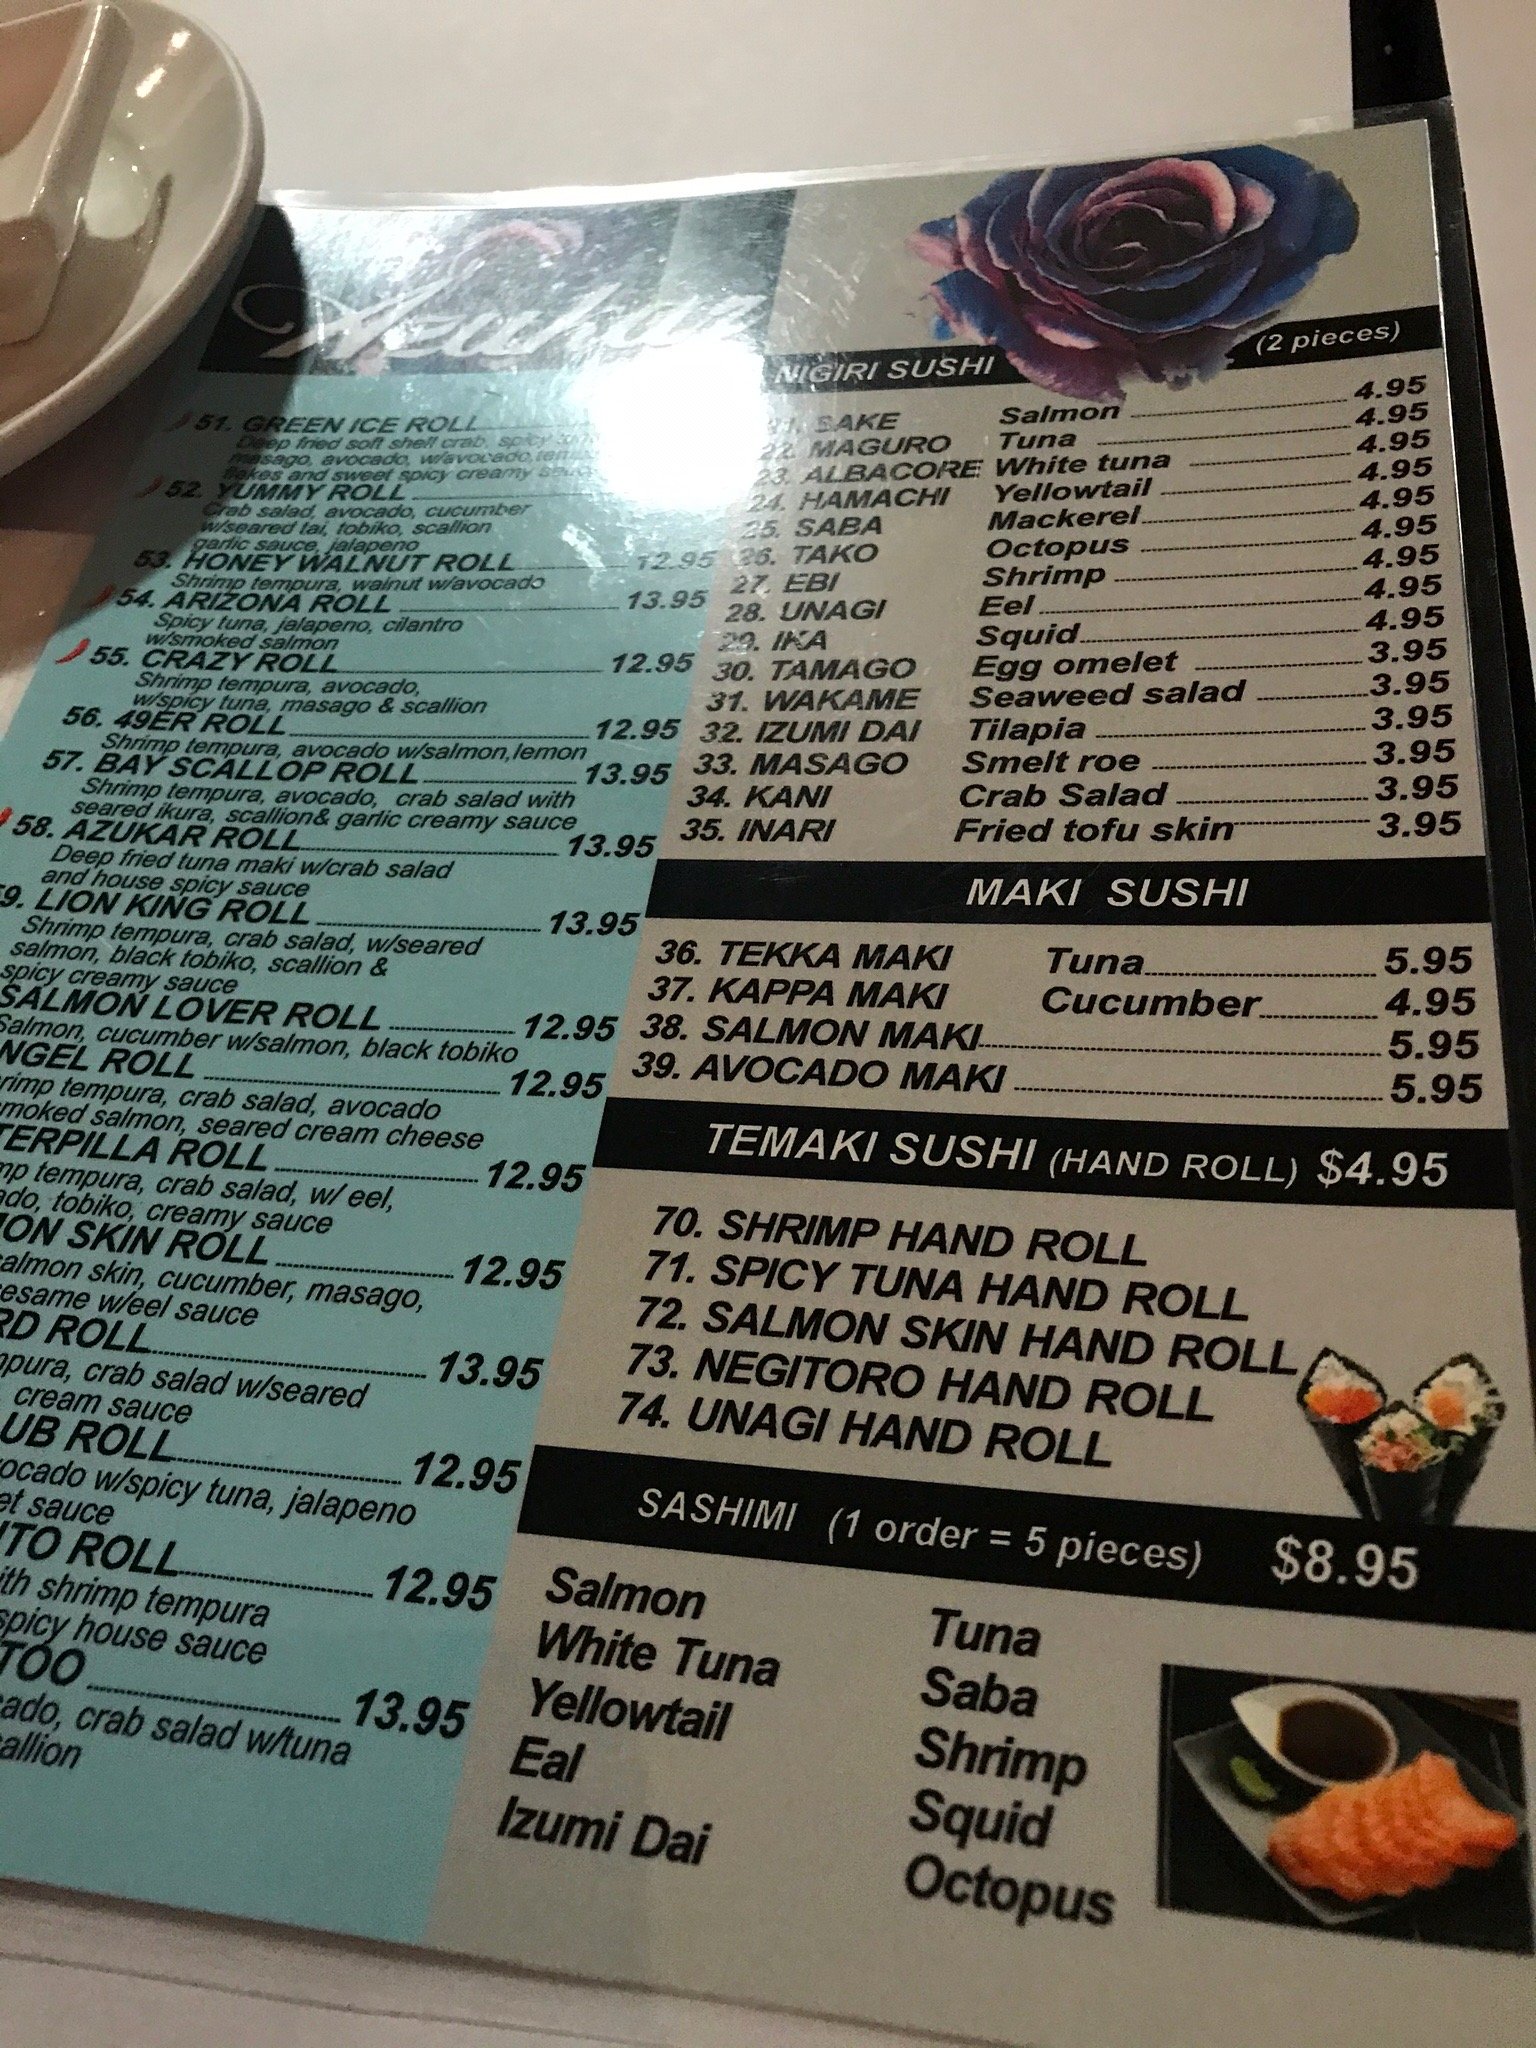 51. GREEN ICE ROLL
Deep fried soft shell crab, spicy
masago, avocado, w/avocado,
flakes and sweet spicy creamy
52. YUMMY ROLL
Crab salad, avocado, cucumber
w/seared tai, tobiko, scallion
garlic sauce, jalapeno
53. HONEY WALNUT ROLL 12.95
Shrimp tempura, walnut w/avocado
54. ARIZONA ROLL 13.95
Spicy tuna, jalapeno, cilantro
w/smoked salmon
55. CRAZY ROLL 12.95
Shrimp tempura, avocado,
w/spicy tuna, masago & scallion
56. 49ER ROLL 12.95
Shrimp tempura, avocado w/salmon,lemon
57. BAY SCALLOP ROLL 13.95
Shrimp tempura, avocado, crab salad with
seared ikura, scallion& garlic creamy sauce
58. AZUKAR ROLL 13.95
Deep fried tuna maki w/crab salad
and house spicy sauce
9. LION KING ROLL 13.95
Shrimp tempura, crab salad, w/seared
salmon, black tobiko, scallion &
spicy creamy sauce
SALMON LOVER ROLL 12.95
Salmon, cucumber w/salmon, black tobiko
NGEL ROLL 12.95
rimp tempura, crab salad, avocado
moked salmon, seared cream cheese
TERPILLA ROLL 12.95
mp tempura, crab salad, w/ eel,
ado, tobiko, creamy sauce
ON SKIN ROLL 12.95
salmon skin, cucumber, masago,
esame w/eel sauce
RD ROLL 13.95
mpura, crab salad w/seared
cream sauce
UB ROLL 12.95
ocado w/spicy tuna, jalapeno
et sauce
ITO ROLL 12.95
ith shrimp tempura
spicy house sauce
TOO 13.95
cado, crab salad w/tuna
allion
NIGIRI SUSHI (2 pieces)
SAKE Salmon 4.95
22. MAGURO Tuna 4.95
23. ALBACORE White tuna 4.95
24. HAMACHI Yellowtail 4.95
25. SABA Mackerel 4.95
26. TAKO Octopus 4.95
27. EBI Shrimp 4.95
28. UNAGI Eel 4.95
29. IKA Squid 4.95
30. TAMAGO Egg omelet 3.95
31. WAKAME Seaweed salad 3.95
32. IZUMI DAI Tilapia 3.95
33. MASAGO Smelt roe 3.95
34. KANI Crab Salad 3.95
35. INARI Fried tofu skin 3.95
MAKI SUSHI
36. TEKKA MAKI Tuna 5.95
37. KAPPA MAKI Cucumber 4.95
38. SALMON MAKI 5.95
39. AVOCADO MAKI 5.95
TEMAKI SUSHI (HAND ROLL) $4.95
70. SHRIMP HAND ROLL
71. SPICY TUNA HAND ROLL
72. SALMON SKIN HAND ROLL
73. NEGITORO HAND ROLL
74. UNAGI HAND ROLL
SASHIMI (1 order = 5 pieces) $8.95
Salmon Tuna
White Tuna Saba
Yellowtail Shrimp
Eal Squid
Izumi Dai Octopus